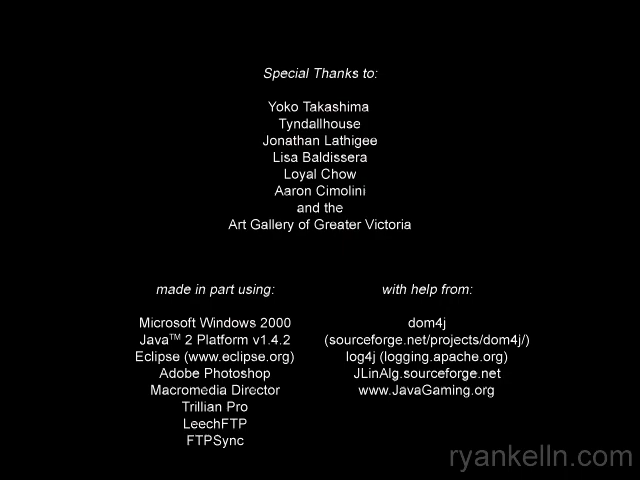 Special Thanks to:
Yoko Takashima
Tyndallhouse
Jonathan Lathigee
Lisa Baldissera
Loyal Chow
Aaron Cimolini
and the
Art Gallery of Greater Victoria
made in part using:
Microsoft Windows 2000
Java™ 2 Platform v1.4.2
Eclipse (www.eclipse.org)
Adobe Photoshop
Macromedia Director
Trillian Pro
LeechFTP
FTPSync
with help from:
dom4j
(sourceforge.net/projects/dom4j/)
log4j (logging.apache.org)
JLinAlg.sourceforge.net
www.JavaGaming.org
ryankelln.com